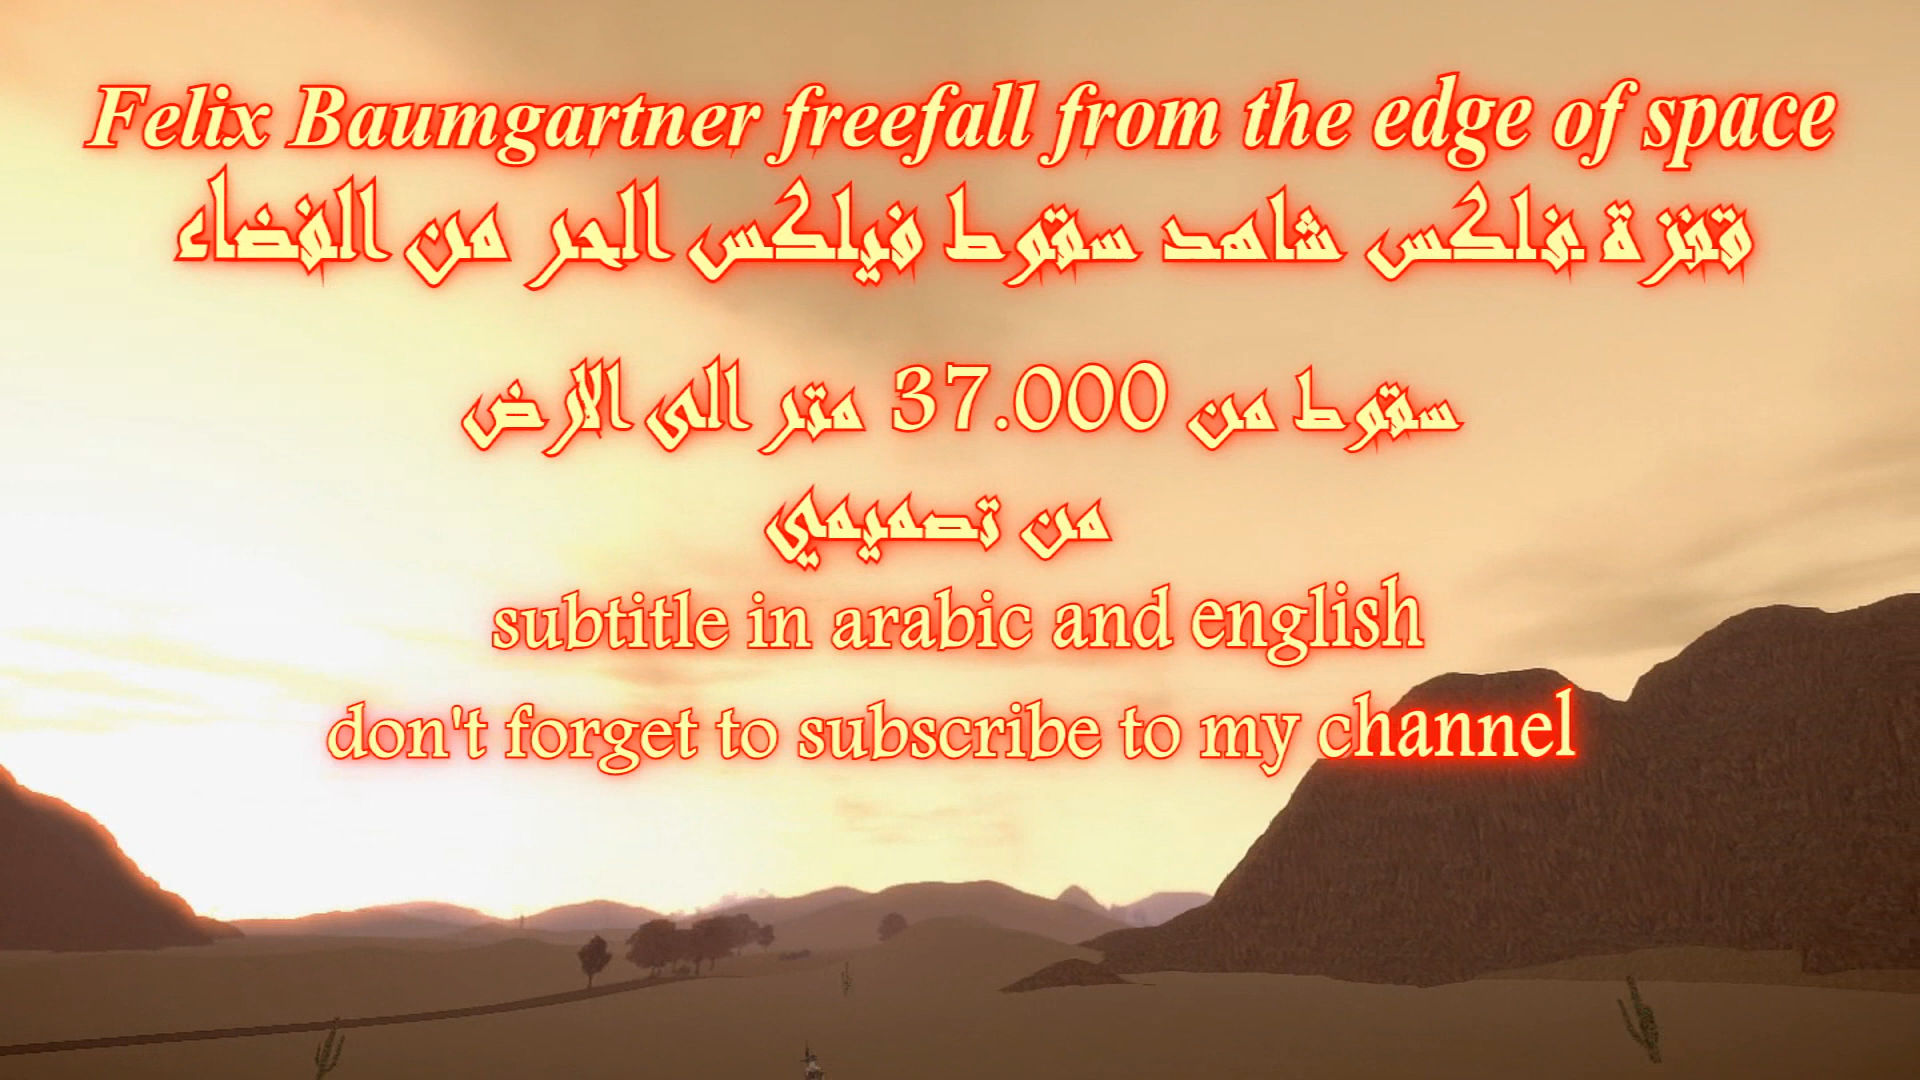 Felix Baumgartner freefall from the edge of space
قفزة فلكس شاهد سقوط فيلكس الحر من الفضاء
سقوط من 37.000 متر الى الارض
من تصميمي
subtitle in arabic and english
don't forget to subscribe to my channel